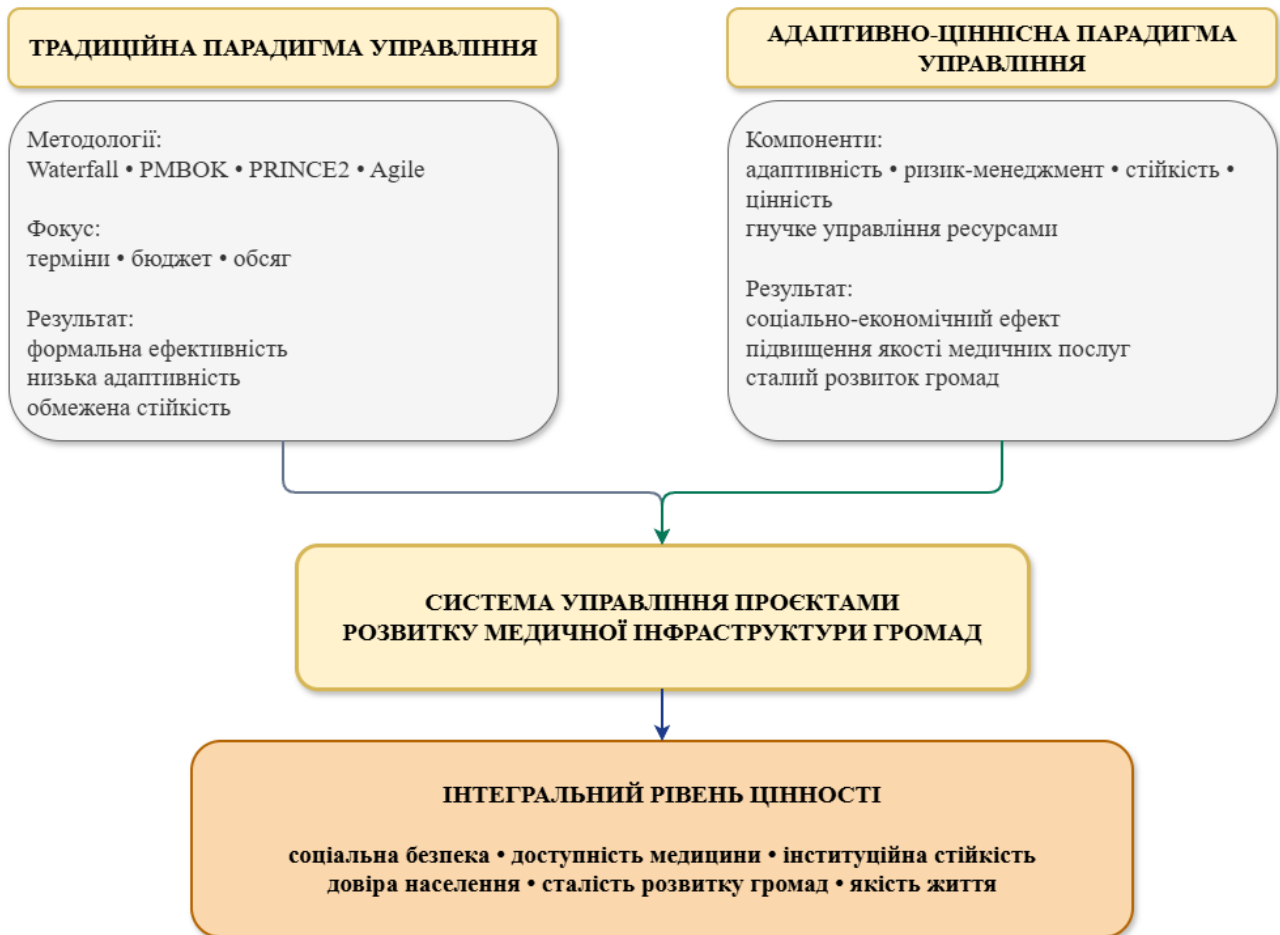 ТРАДИЦІЙНА ПАРАДИГМА УПРАВЛІННЯ
Методології:
Waterfall • PMBOK • PRINCE2 • Agile
Фокус:
терміни • бюджет • обсяг
Результат:
формальна ефективність
низька адаптивність
обмежена стійкість
АДАПТИВНО-ЦІННІСНА ПАРАДИГМА
УПРАВЛІННЯ
Компоненти:
адаптивність • ризик-менеджмент • стійкість •
цінність
гнучке управління ресурсами
Результат:
соціально-економічний ефект
підвищення якості медичних послуг
сталий розвиток громад
СИСТЕМА УПРАВЛІННЯ ПРОЄКТАМИ
РОЗВИТКУ МЕДИЧНОЇ ІНФРАСТРУКТУРИ ГРОМАД
ІНТЕГРАЛЬНИЙ РІВЕНЬ ЦІННОСТІ
соціальна безпека • доступність медицини • інституційна стійкість
довіра населення • сталість розвитку громад • якість життя